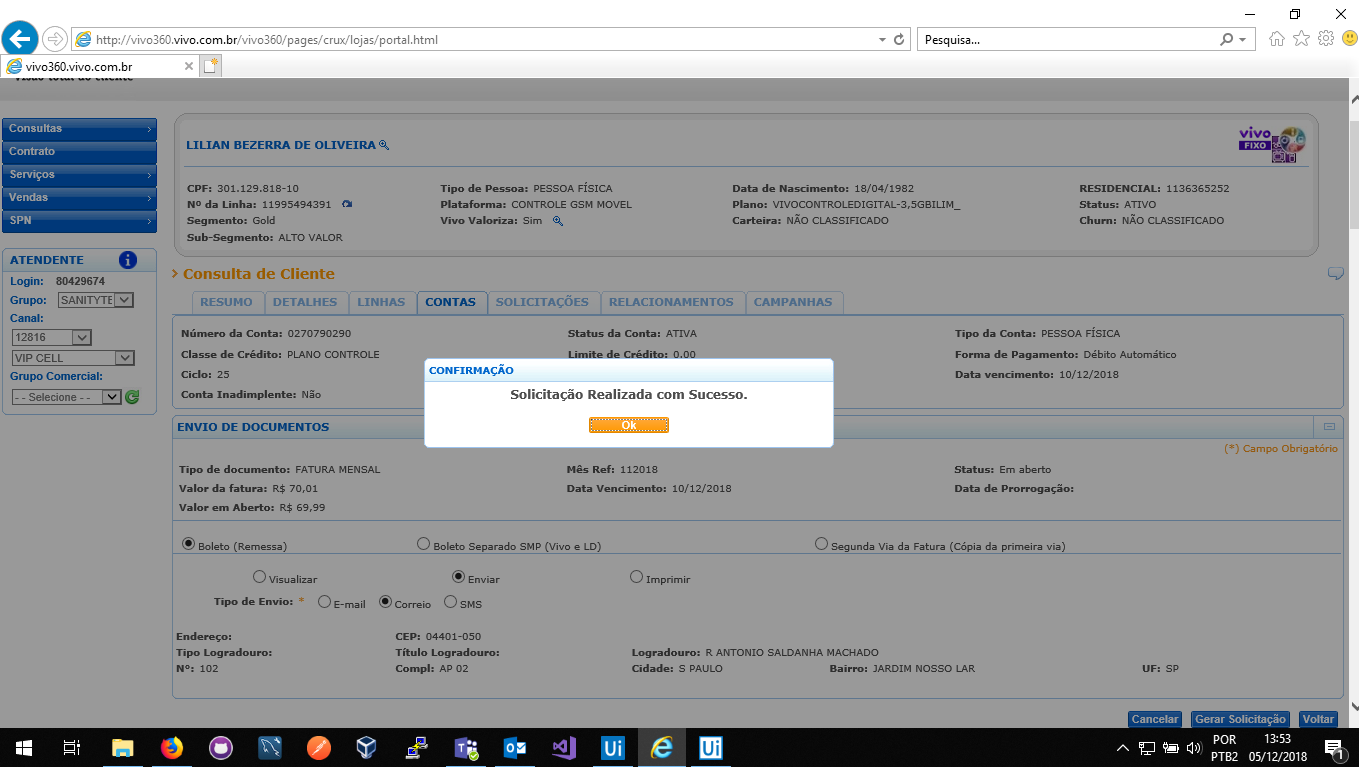 http://vivo360.vivo.com.br/vivo360/pages/crux/lojas/portal.html
Pesquisa...
vivo360.vivo.com.br
Visão total do cliente
Consultas
Contrato
Serviços
Vendas
SPN
ATENDENTE
Login: 80429674
Grupo: SANITYTE
Canal:
12816
VIP CELL
Grupo Comercial:
- - Selecione - -
LILIAN BEZERRA DE OLIVEIRA
vivo
FIXO
CPF: 301.129.818-10 Tipo de Pessoa: PESSOA FÍSICA Data de Nascimento: 18/04/1982 RESIDENCIAL: 1136365252
Nº da Linha: 11995494391 Plataforma: CONTROLE GSM MOVEL Plano: VIVOCONTROLEDIGITAL-3,5GBILIM_ Status: ATIVO
Segmento: Gold Vivo Valoriza: Sim Carteira: NÃO CLASSIFICADO Churn: NÃO CLASSIFICADO
Sub-Segmento: ALTO VALOR
Consulta de Cliente
RESUMO DETALHES LINHAS CONTAS SOLICITAÇÕES RELACIONAMENTOS CAMPANHAS
Número da Conta: 0270790290 Status da Conta: ATIVA Tipo da Conta: PESSOA FÍSICA
Classe de Crédito: PLANO CONTROLE Limite de Crédito: 0.00 Forma de Pagamento: Débito Automático
Ciclo: 25 Data vencimento: 10/12/2018
Conta Inadimplente: Não
CONFIRMAÇÃO
Solicitação Realizada com Sucesso.
Ok
ENVIO DE DOCUMENTOS
(*) Campo Obrigatório
Tipo de documento: FATURA MENSAL Mês Ref: 112018 Status: Em aberto
Valor da fatura: R$ 70,01 Data Vencimento: 10/12/2018 Data de Prorrogação:
Valor em Aberto: R$ 69,99
Boleto (Remessa) Boleto Separado SMP (Vivo e LD) Segunda Via da Fatura (Cópia da primeira via)
Visualizar Enviar Imprimir
Tipo de Envio: * E-mail Correio SMS
Endereço: CEP: 04401-050
Tipo Logradouro: Título Logradouro: Logradouro: R ANTONIO SALDANHA MACHADO
Nº: 102 Compl: AP 02 Cidade: S PAULO Bairro: JARDIM NOSSO LAR UF: SP
Cancelar Gerar Solicitação Voltar
POR 13:53
PTB2 05/12/2018
1